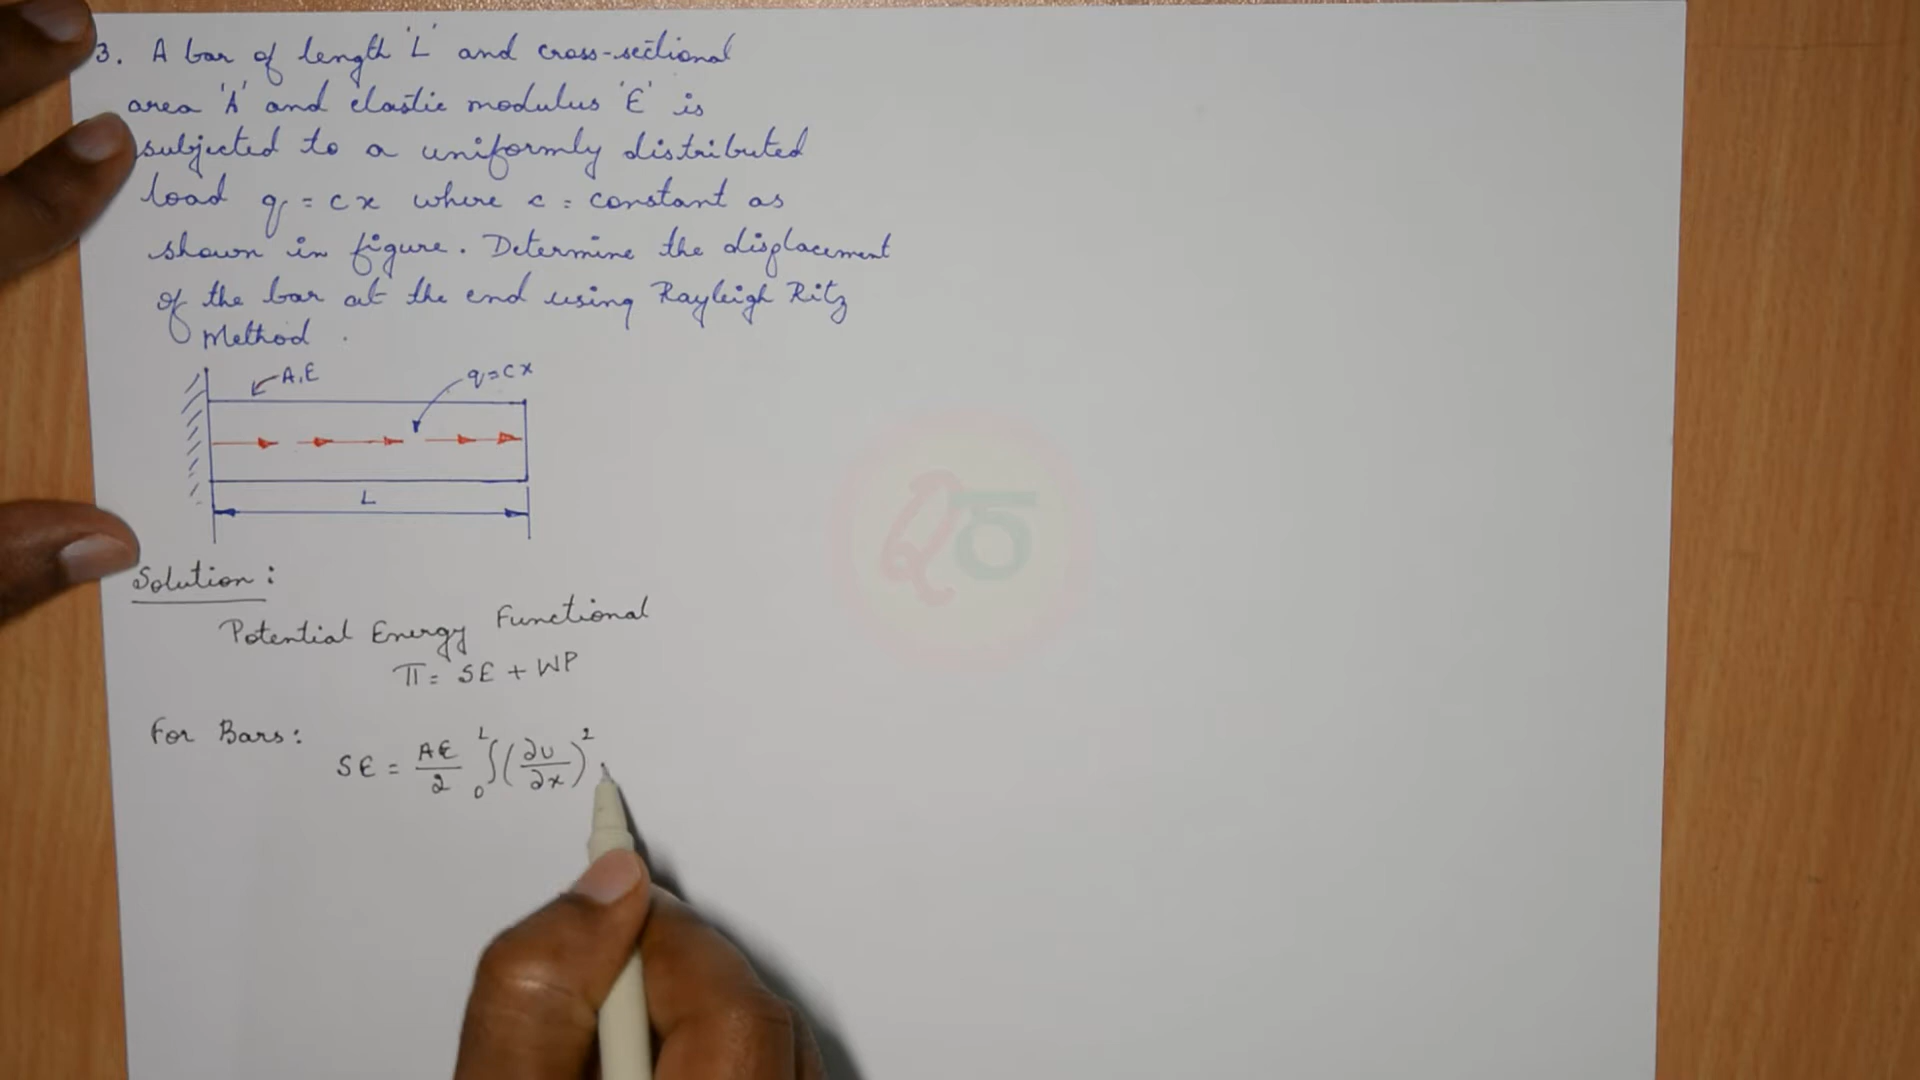 3. A bar of length 'L' and cross-sectional
area 'A' and elastic modulus 'E' is
subjected to a uniformly distributed
load q = cx where c = constant as
shown in figure. Determine the displacement
of the bar at the end using Rayleigh Ritz
Method.
A,E
q=cx
L
Solution:
Potential Energy Functional
π = SE + WP
For Bars:
SE = AE/2 ₀∫ᴸ (∂u/∂x)²